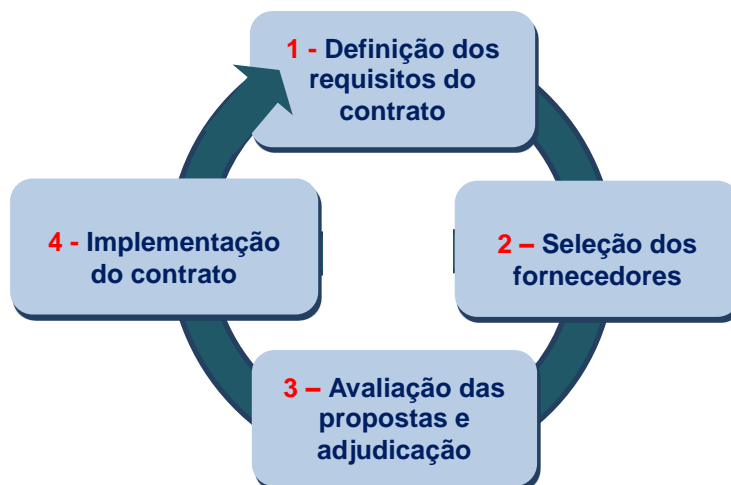 1 - Definição dos
requisitos do
contrato
2 – Seleção dos
fornecedores
3 – Avaliação das
propostas e
adjudicação
4 - Implementação
do contrato